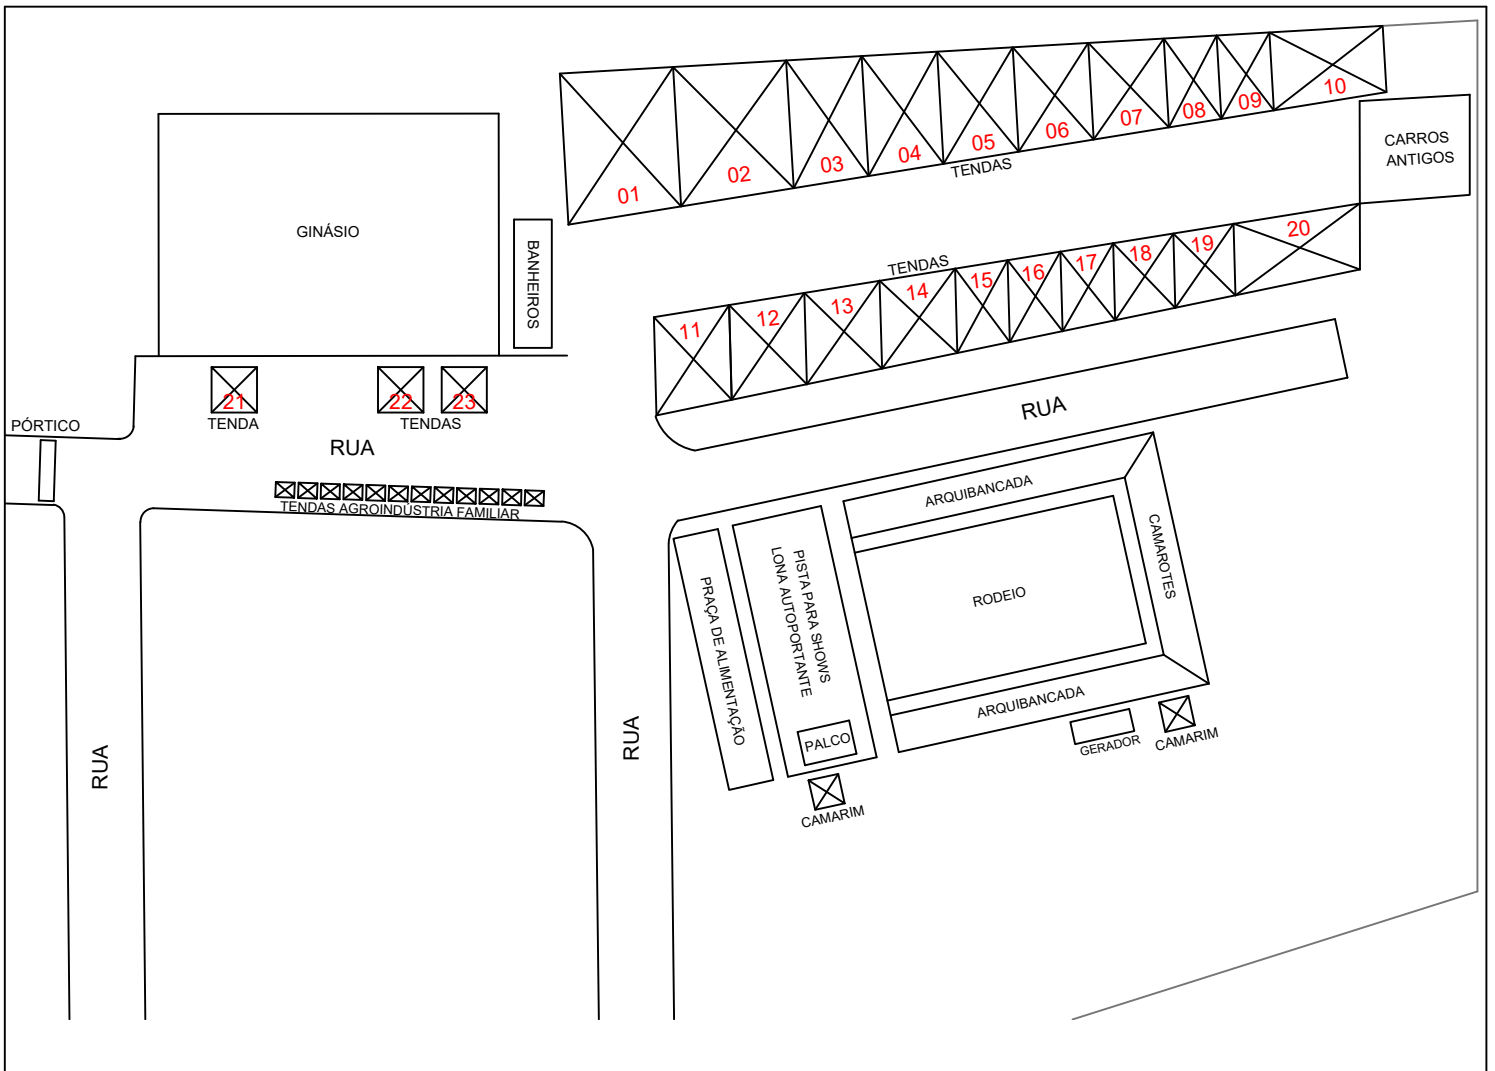 01
02
03
04
05
06
07
08
09
10
TENDAS
CARROS
ANTIGOS
GINÁSIO
BANHEIROS
TENDAS
11
12
13
14
15
16
17
18
19
20
21
22
23
TENDA
TENDAS
PÓRTICO
RUA
RUA
TENDAS AGROINDÚSTRIA FAMILIAR
ARQUIBANCADA
CAMAROTES
RODEIO
PISTA PARA SHOWS
LONA AUTOPORTANTE
PRAÇA DE ALIMENTAÇÃO
ARQUIBANCADA
PALCO
GERADOR
CAMARIM
CAMARIM
RUA
RUA